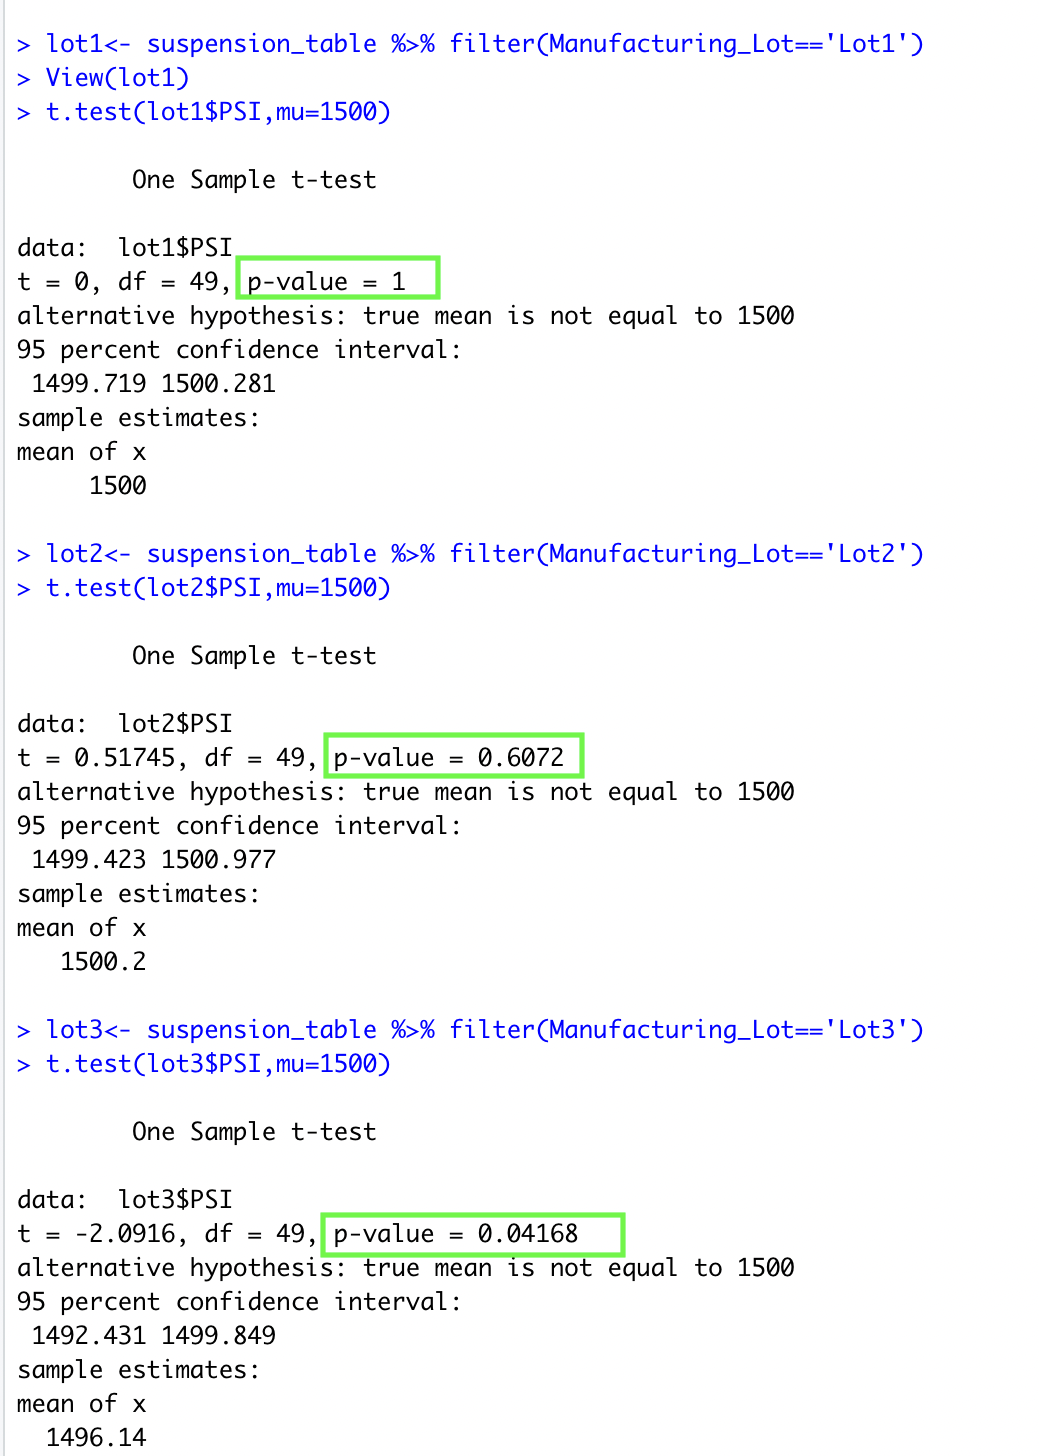 > lot1<- suspension_table %>% filter(Manufacturing_Lot=='Lot1')
> View(lot1)
> t.test(lot1$PSI,mu=1500)
One Sample t-test
data:  lot1$PSI
t = 0, df = 49, p-value = 1
alternative hypothesis: true mean is not equal to 1500
95 percent confidence interval:
1499.719 1500.281
sample estimates:
mean of x
1500
> lot2<- suspension_table %>% filter(Manufacturing_Lot=='Lot2')
> t.test(lot2$PSI,mu=1500)
One Sample t-test
data:  lot2$PSI
t = 0.51745, df = 49, p-value = 0.6072
alternative hypothesis: true mean is not equal to 1500
95 percent confidence interval:
1499.423 1500.977
sample estimates:
mean of x
1500.2
> lot3<- suspension_table %>% filter(Manufacturing_Lot=='Lot3')
> t.test(lot3$PSI,mu=1500)
One Sample t-test
data:  lot3$PSI
t = -2.0916, df = 49, p-value = 0.04168
alternative hypothesis: true mean is not equal to 1500
95 percent confidence interval:
1492.431 1499.849
sample estimates:
mean of x
1496.14